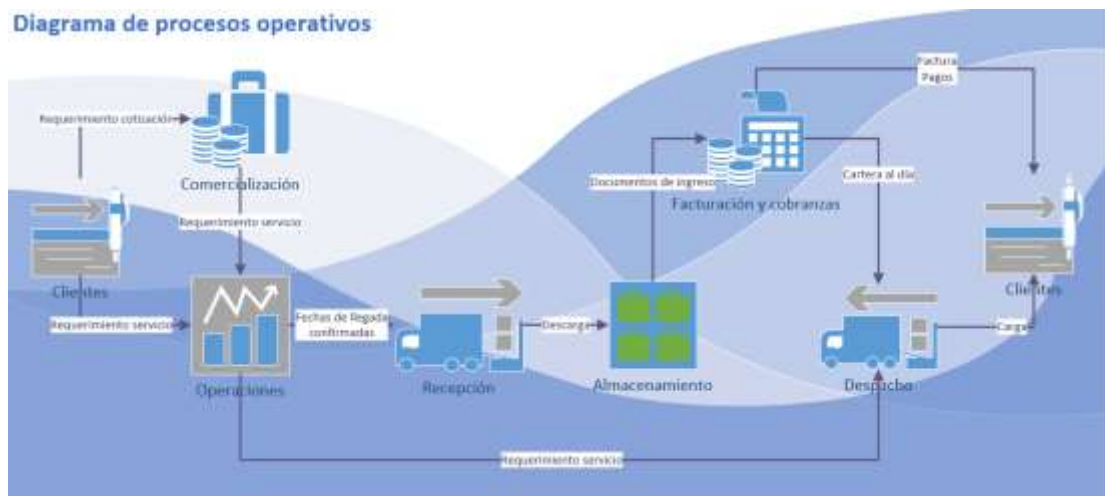 Diagrama de procesos operativos
Factura
Pagos
Requerimiento cotización
Comercialización
Documentos de ingreso
Cartera al día
Facturación y cobranzas
Requerimiento servicio
Clientes
Clientes
Requerimiento servicio
Fechas de llegada
confirmadas
Descarga
Carga
Operaciones
Recepción
Almacenamiento
Despacho
Requerimiento servicio